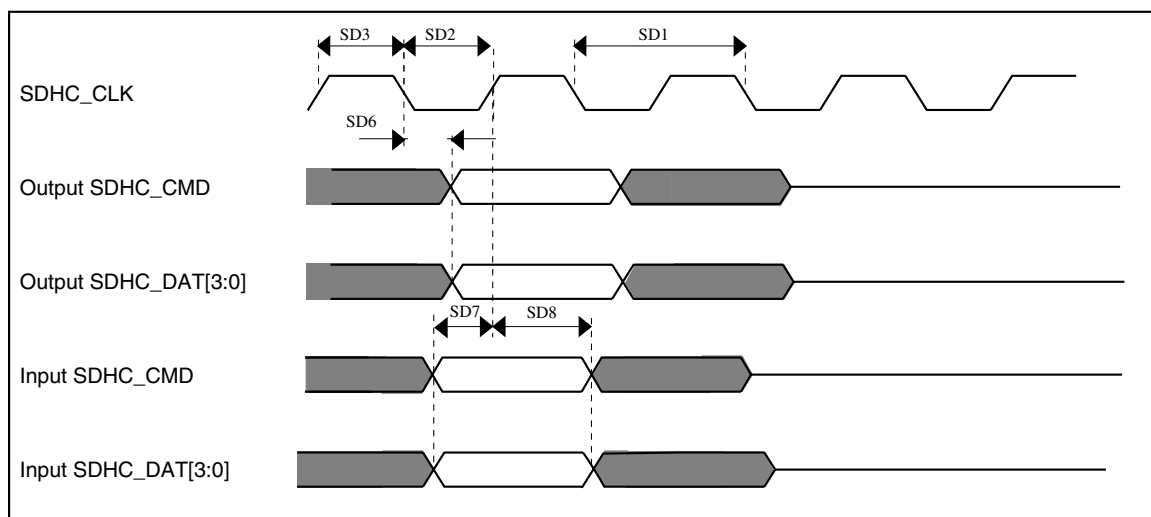 SD3 SD2 SD1
SDHC_CLK
SD6
Output SDHC_CMD
Output SDHC_DAT[3:0]
SD7 SD8
Input SDHC_CMD
Input SDHC_DAT[3:0]